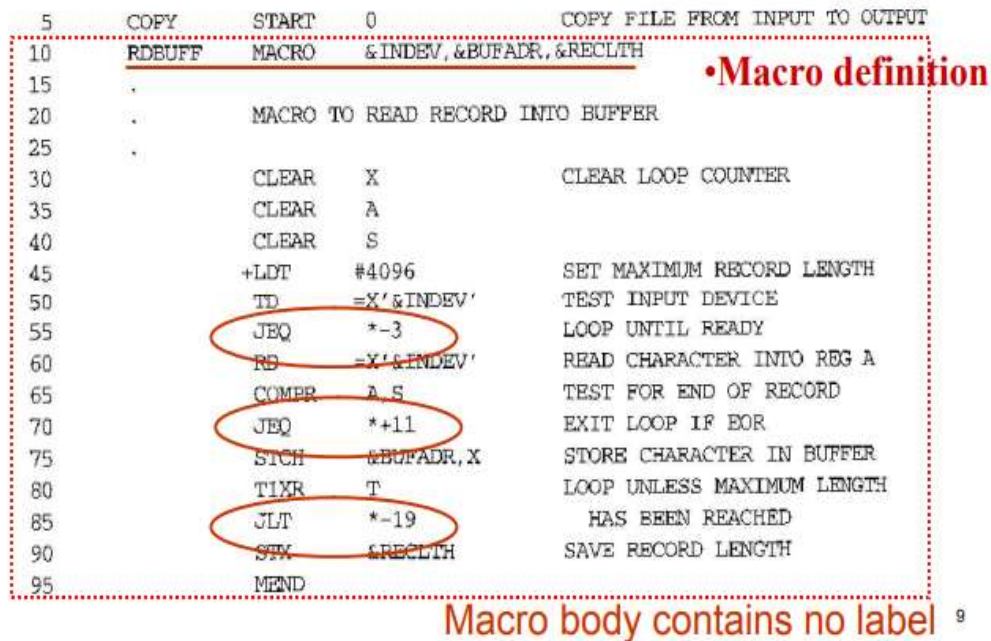 5 COPY START 0 COPY FILE FROM INPUT TO OUTPUT
10 RDBUFF MACRO &INDEV,&BUFADR,&RECLTH
•Macro definition
15 .
20 . MACRO TO READ RECORD INTO BUFFER
25 .
30 CLEAR X CLEAR LOOP COUNTER
35 CLEAR A
40 CLEAR S
45 +LDT #4096 SET MAXIMUM RECORD LENGTH
50 TD =X'&INDEV' TEST INPUT DEVICE
55 JEQ *-3 LOOP UNTIL READY
60 RD =X'&INDEV' READ CHARACTER INTO REG A
65 COMPR A,S TEST FOR END OF RECORD
70 JEQ *+11 EXIT LOOP IF EOR
75 STCH &BUFADR,X STORE CHARACTER IN BUFFER
80 TIXR T LOOP UNLESS MAXIMUM LENGTH
85 JLT *-19 HAS BEEN REACHED
90 STX &RECLTH SAVE RECORD LENGTH
95 MEND
Macro body contains no label 9